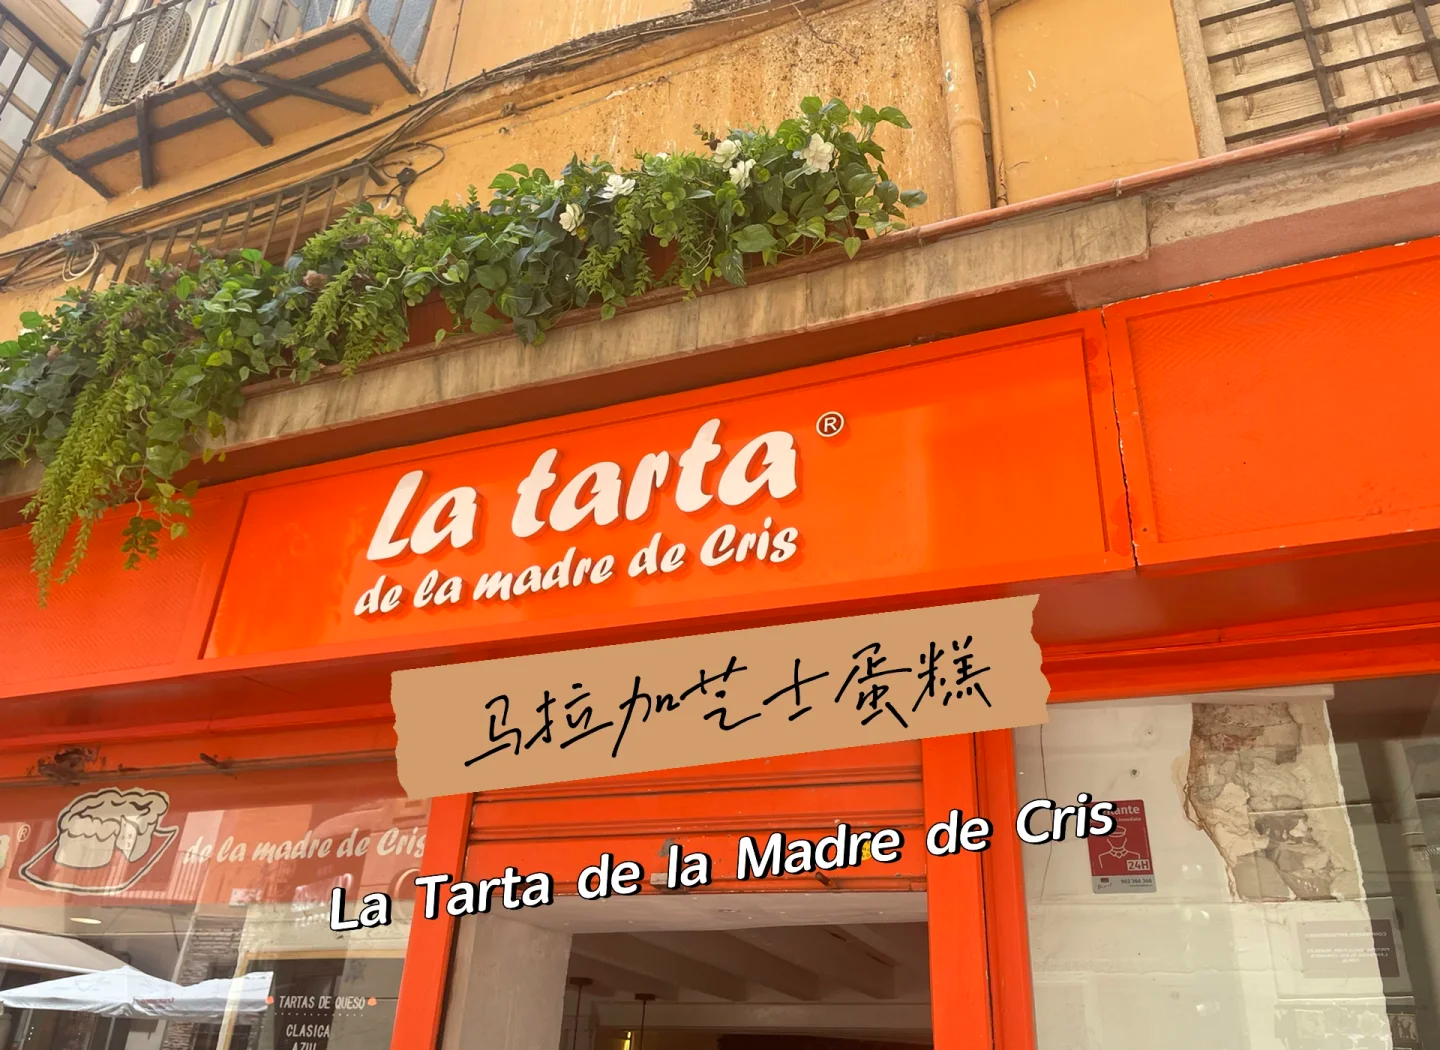 La tarta ®
de la madre de Cris
马拉加芝士蛋糕
La Tarta de la Madre de Cris
® de la madre de Cris
TARTAS DE QUESO
CLASICA
AZUL
24H